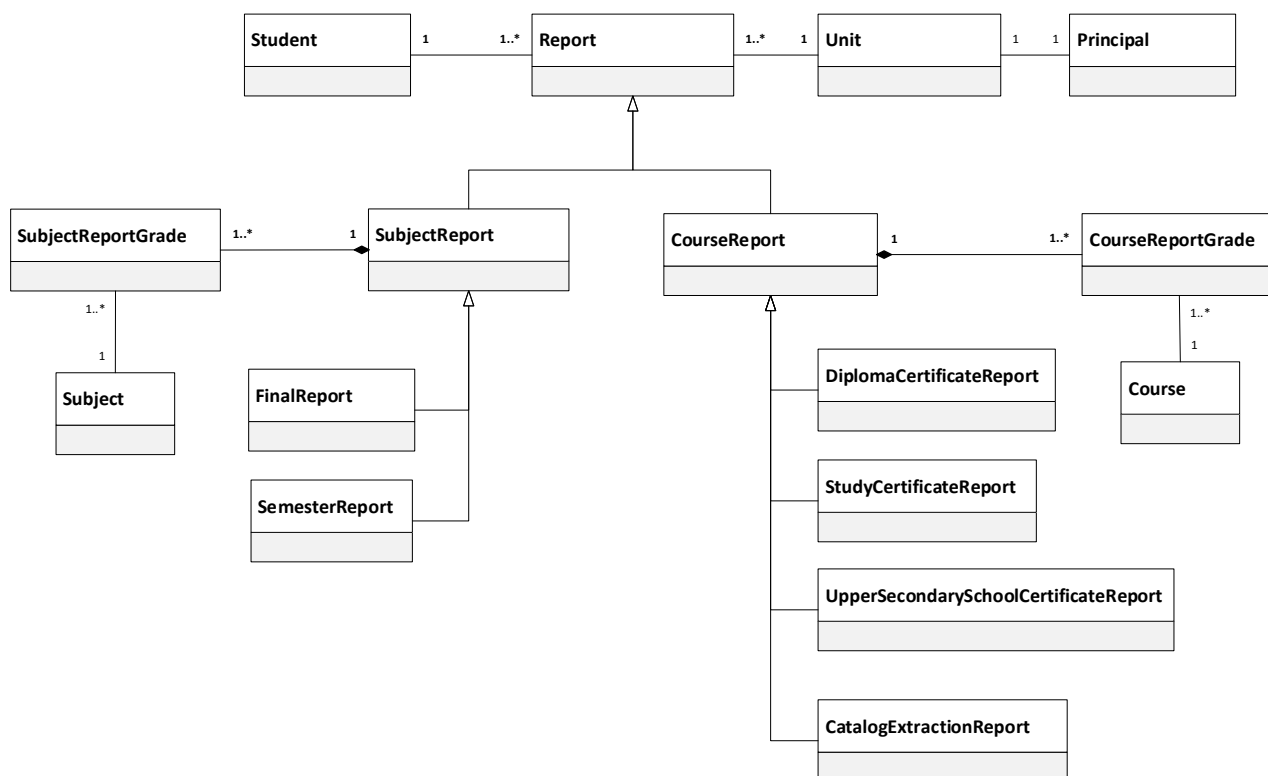 Student
1
1..*
Report
1..*
1
Unit
1
1
Principal
SubjectReportGrade
1..*
1
SubjectReport
CourseReport
1
1..*
CourseReportGrade
1..*
1
Subject
FinalReport
SemesterReport
DiplomaCertificateReport
StudyCertificateReport
UpperSecondarySchoolCertificateReport
CatalogExtractionReport
1..*
1
Course